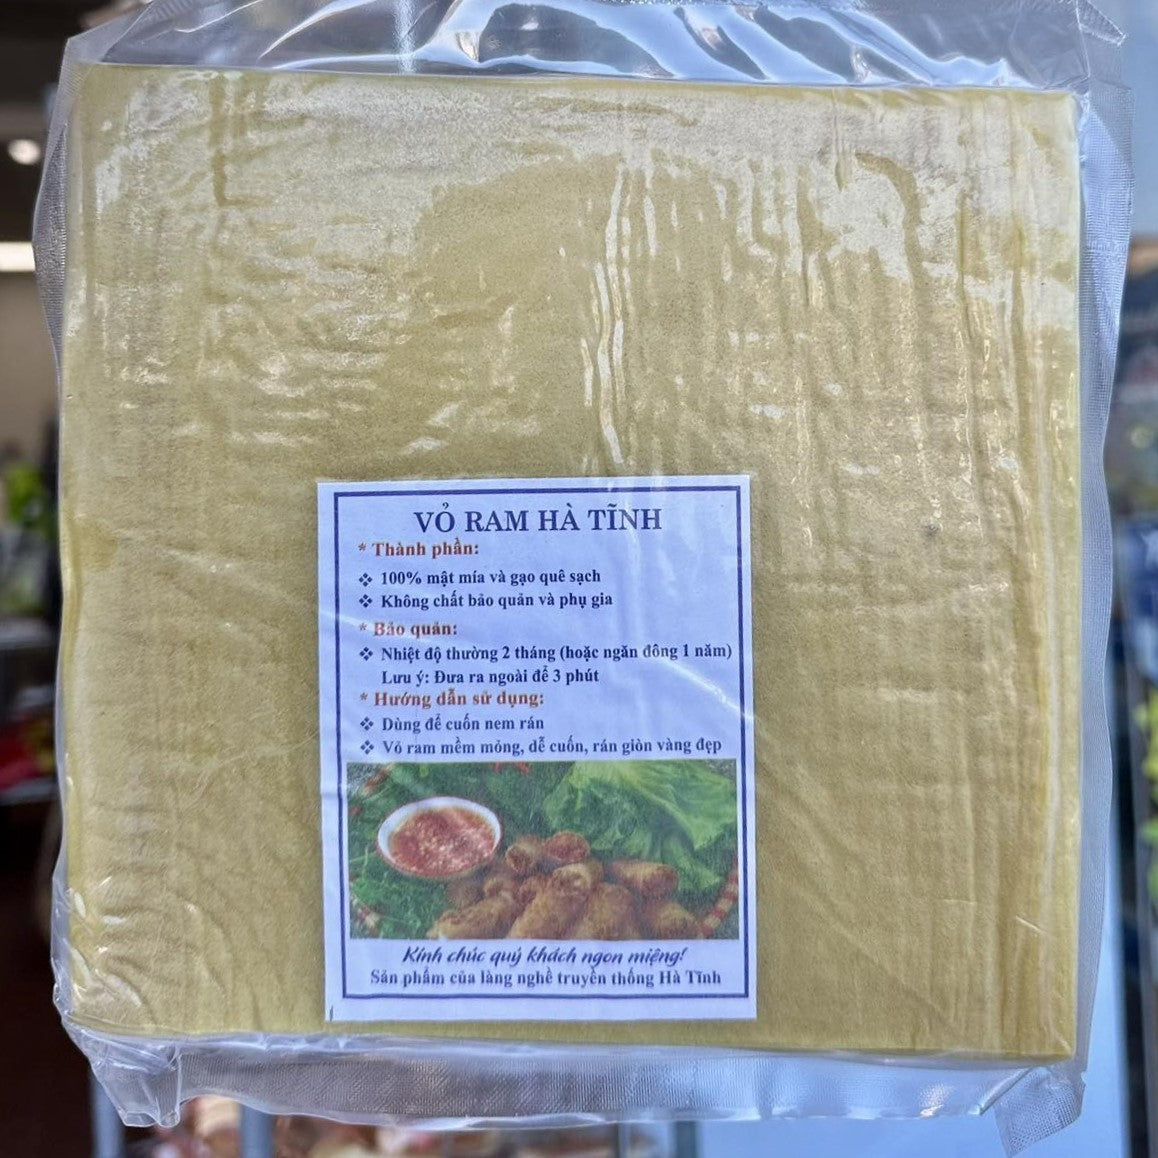 VỎ RAM HÀ TĨNH
* Thành phần:
❖ 100% mật mía và gạo quê sạch
❖ Không chất bảo quản và phụ gia
* Bảo quản:
❖ Nhiệt độ thường 2 tháng (hoặc ngăn đông 1 năm)
Lưu ý: Đưa ra ngoài để 3 phút
* Hướng dẫn sử dụng:
❖ Dùng để cuốn nem rán
❖ Vỏ ram mềm mỏng, dễ cuốn, rán giòn vàng đẹp
Kính chúc quý khách ngon miệng!
Sản phẩm của làng nghề truyền thống Hà Tĩnh